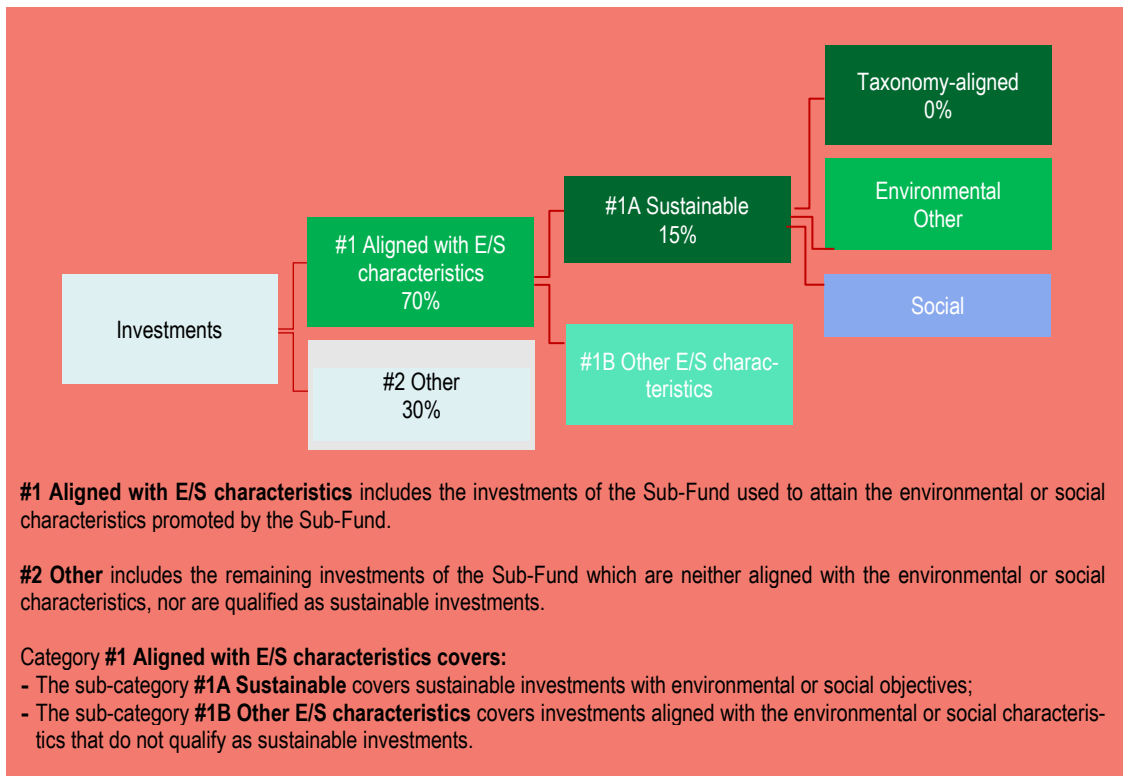 Taxonomy-aligned
0%
Environmental
Other
#1A Sustainable
15%
#1 Aligned with E/S
characteristics
70%
Social
Investments
#1B Other E/S charac-
teristics
#2 Other
30%
#1 Aligned with E/S characteristics includes the investments of the Sub-Fund used to attain the environmental or social
characteristics promoted by the Sub-Fund.
#2 Other includes the remaining investments of the Sub-Fund which are neither aligned with the environmental or social
characteristics, nor are qualified as sustainable investments.
Category #1 Aligned with E/S characteristics covers:
- The sub-category #1A Sustainable covers sustainable investments with environmental or social objectives;
- The sub-category #1B Other E/S characteristics covers investments aligned with the environmental or social characteris-
tics that do not qualify as sustainable investments.